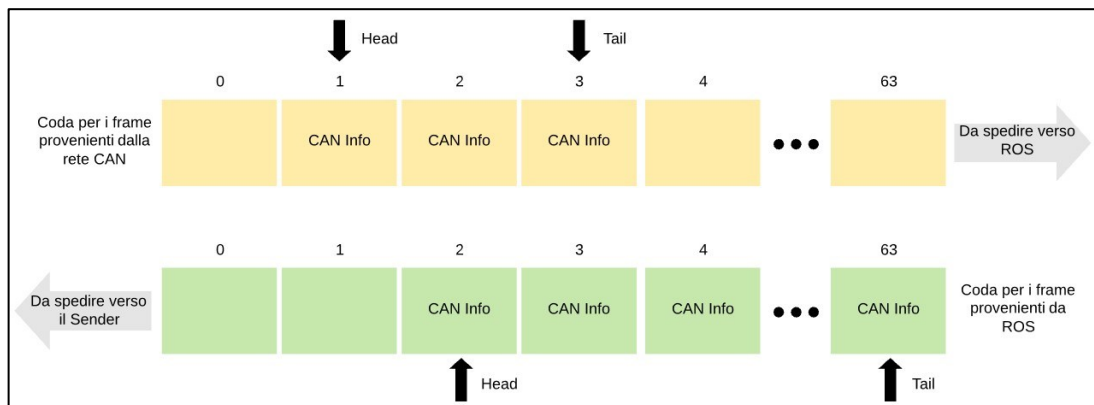 Head
Tail
0 1 2 3 4 63
Coda per i frame
provenienti dalla
rete CAN
CAN Info CAN Info CAN Info
Da spedire verso
ROS
0 1 2 3 4 63
Da spedire verso
il Sender
CAN Info CAN Info CAN Info CAN Info
Coda per i frame
provenienti da
ROS
Head
Tail